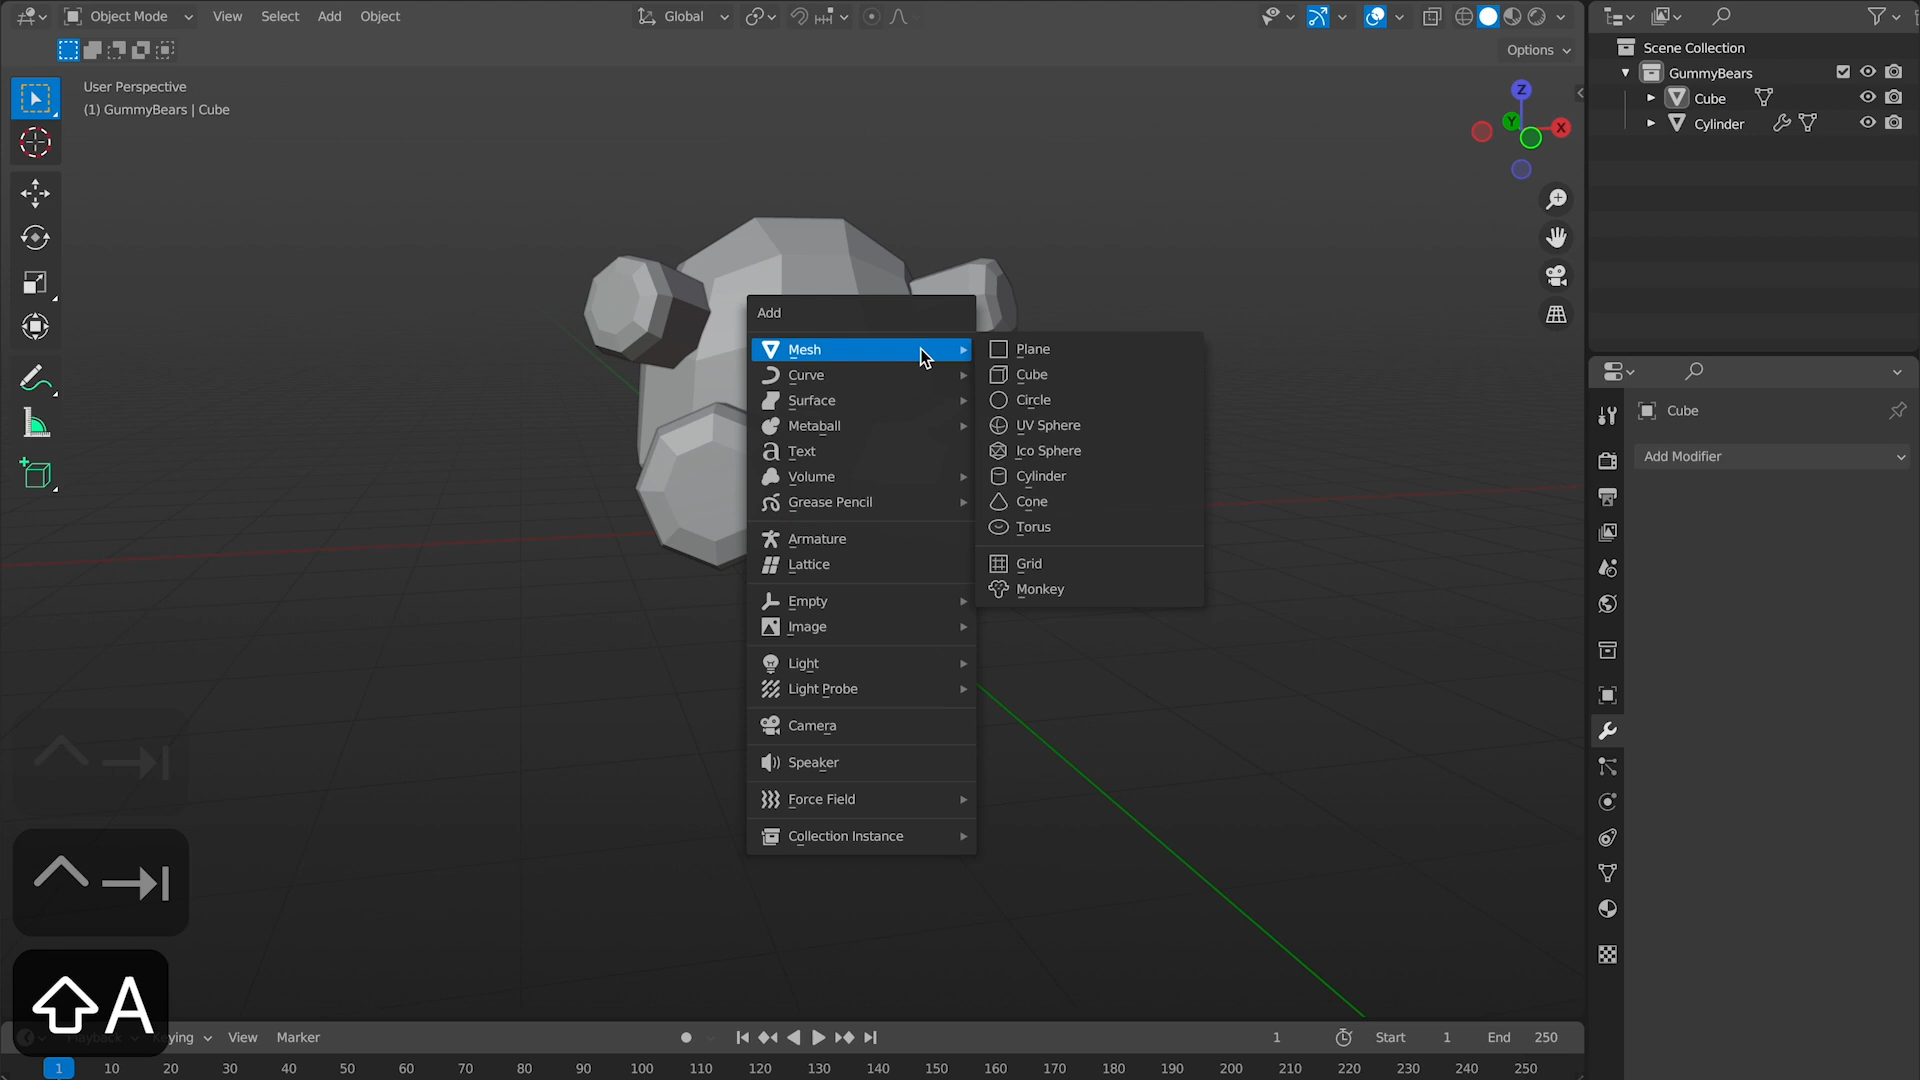 Object Mode View Select Add Object Global
Options
User Perspective
(1) GummyBears | Cube
Z
Y
X
Scene Collection
GummyBears
Cube
Cylinder
Cube
Add Modifier
Add
Mesh
Curve
Surface
Metaball
Text
Volume
Grease Pencil
Armature
Lattice
Empty
Image
Light
Light Probe
Camera
Speaker
Force Field
Collection Instance
Plane
Cube
Circle
UV Sphere
Ico Sphere
Cylinder
Cone
Torus
Grid
Monkey
A
Playback Keying View Marker 1 Start 1 End 250
1 10 20 30 40 50 60 70 80 90 100 110 120 130 140 150 160 170 180 190 200 210 220 230 240 250